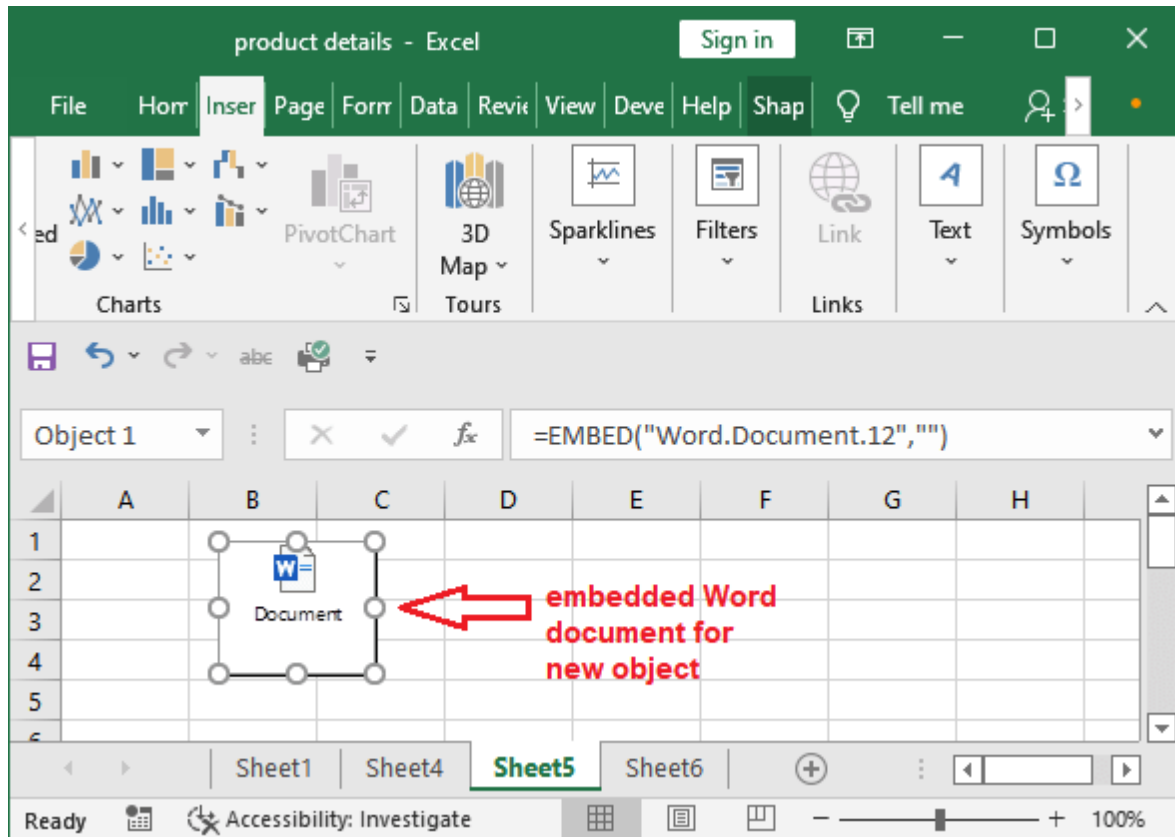 product details - Excel Sign in
File Hom Inser Page Form Data Revie View Deve Help Shap Tell me
ed PivotChart 3D Map Sparklines Filters Link Text Symbols
Charts Tours Links
abc
Object 1 fx =EMBED("Word.Document.12","")
A B C D E F G H
1
2
3
4
5
6
W
Document
embedded Word
document for
new object
Sheet1 Sheet4 Sheet5 Sheet6
Ready Accessibility: Investigate 100%